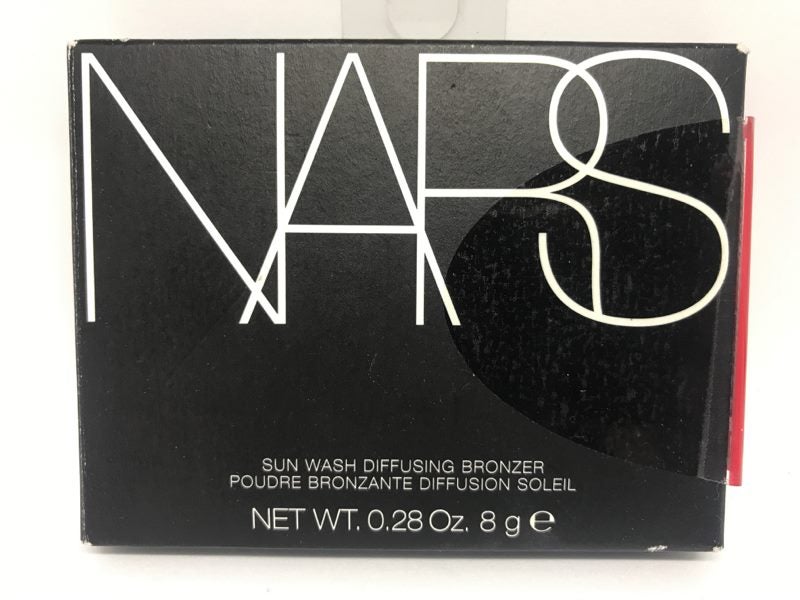 NARS
SUN WASH DIFFUSING BRONZER
POUDRE BRONZANTE DIFFUSION SOLEIL
NET WT. 0.28 Oz. 8 g ℮